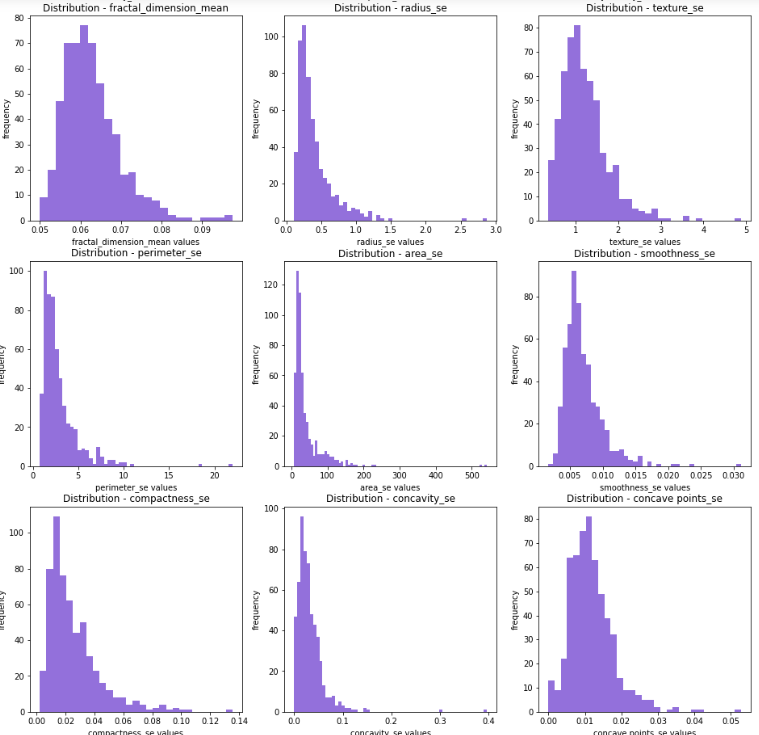 Distribution - fractal_dimension_mean
Distribution - radius_se
Distribution - texture_se
frequency
80
70
60
50
40
30
20
10
0
0.05 0.06 0.07 0.08 0.09
fractal_dimension_mean values
frequency
100
80
60
40
20
0
0.0 0.5 1.0 1.5 2.0 2.5 3.0
radius_se values
frequency
80
70
60
50
40
30
20
10
0
1 2 3 4 5
texture_se values
Distribution - perimeter_se
Distribution - area_se
Distribution - smoothness_se
frequency
100
80
60
40
20
0
0 5 10 15 20
perimeter_se values
frequency
120
100
80
60
40
20
0
0 100 200 300 400 500
area_se values
frequency
80
60
40
20
0
0.005 0.010 0.015 0.020 0.025 0.030
smoothness_se values
Distribution - compactness_se
Distribution - concavity_se
Distribution - concave points_se
frequency
100
80
60
40
20
0
0.00 0.02 0.04 0.06 0.08 0.10 0.12 0.14
compactness_se values
frequency
100
80
60
40
20
0
0.0 0.1 0.2 0.3 0.4
concavity_se values
frequency
80
70
60
50
40
30
20
10
0
0.00 0.01 0.02 0.03 0.04 0.05
concave points_se values